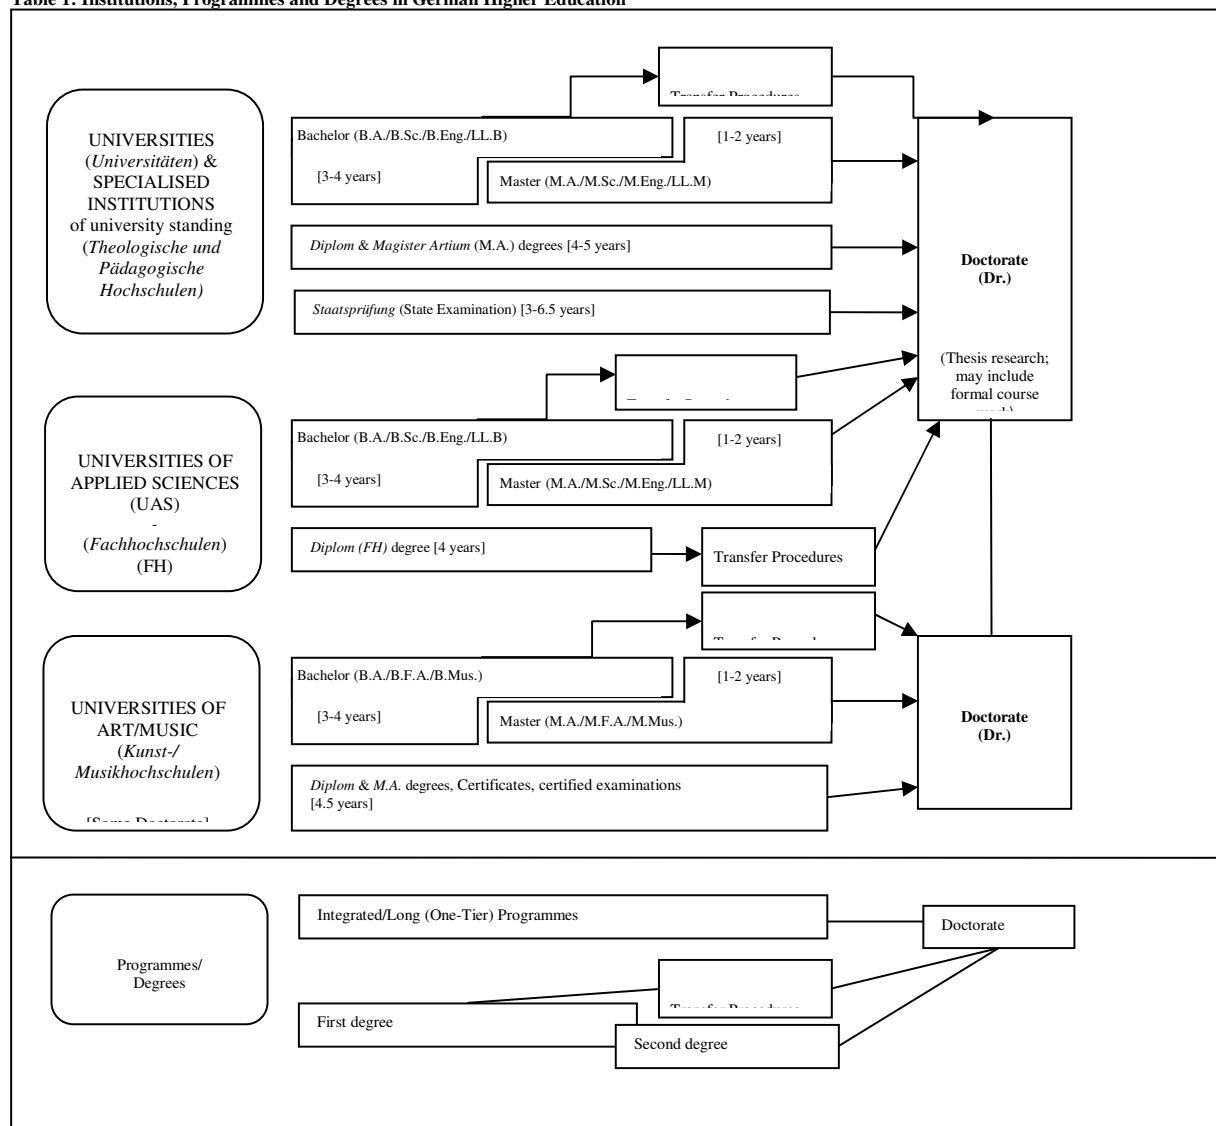 Table 1: Institutions, Programmes and Degrees in German Higher Education
Transfer Procedures
UNIVERSITIES
(Universitäten) &
SPECIALISED
INSTITUTIONS
of university standing
(Theologische und
Pädagogische
Hochschulen)
Bachelor (B.A./B.Sc./B.Eng./LL.B)
[3-4 years]
[1-2 years]
Master (M.A./M.Sc./M.Eng./LL.M)
Diplom & Magister Artium (M.A.) degrees [4-5 years]
Staatsprüfung (State Examination) [3-6.5 years]
Doctorate
(Dr.)
(Thesis research;
may include
formal course
UNIVERSITIES OF
APPLIED SCIENCES
(UAS)
-
(Fachhochschulen)
(FH)
Bachelor (B.A./B.Sc./B.Eng./LL.B)
[3-4 years]
[1-2 years]
Master (M.A./M.Sc./M.Eng./LL.M)
Diplom (FH) degree [4 years]
Transfer Procedures
UNIVERSITIES OF
ART/MUSIC
(Kunst-/
Musikhochschulen)
[Some Doctorate]
Bachelor (B.A./B.F.A./B.Mus.)
[3-4 years]
[1-2 years]
Master (M.A./M.F.A./M.Mus.)
Diplom & M.A. degrees, Certificates, certified examinations
[4.5 years]
Doctorate
(Dr.)
Programmes/
Degrees
Integrated/Long (One-Tier) Programmes
Doctorate
Transfer Procedures
First degree
Second degree